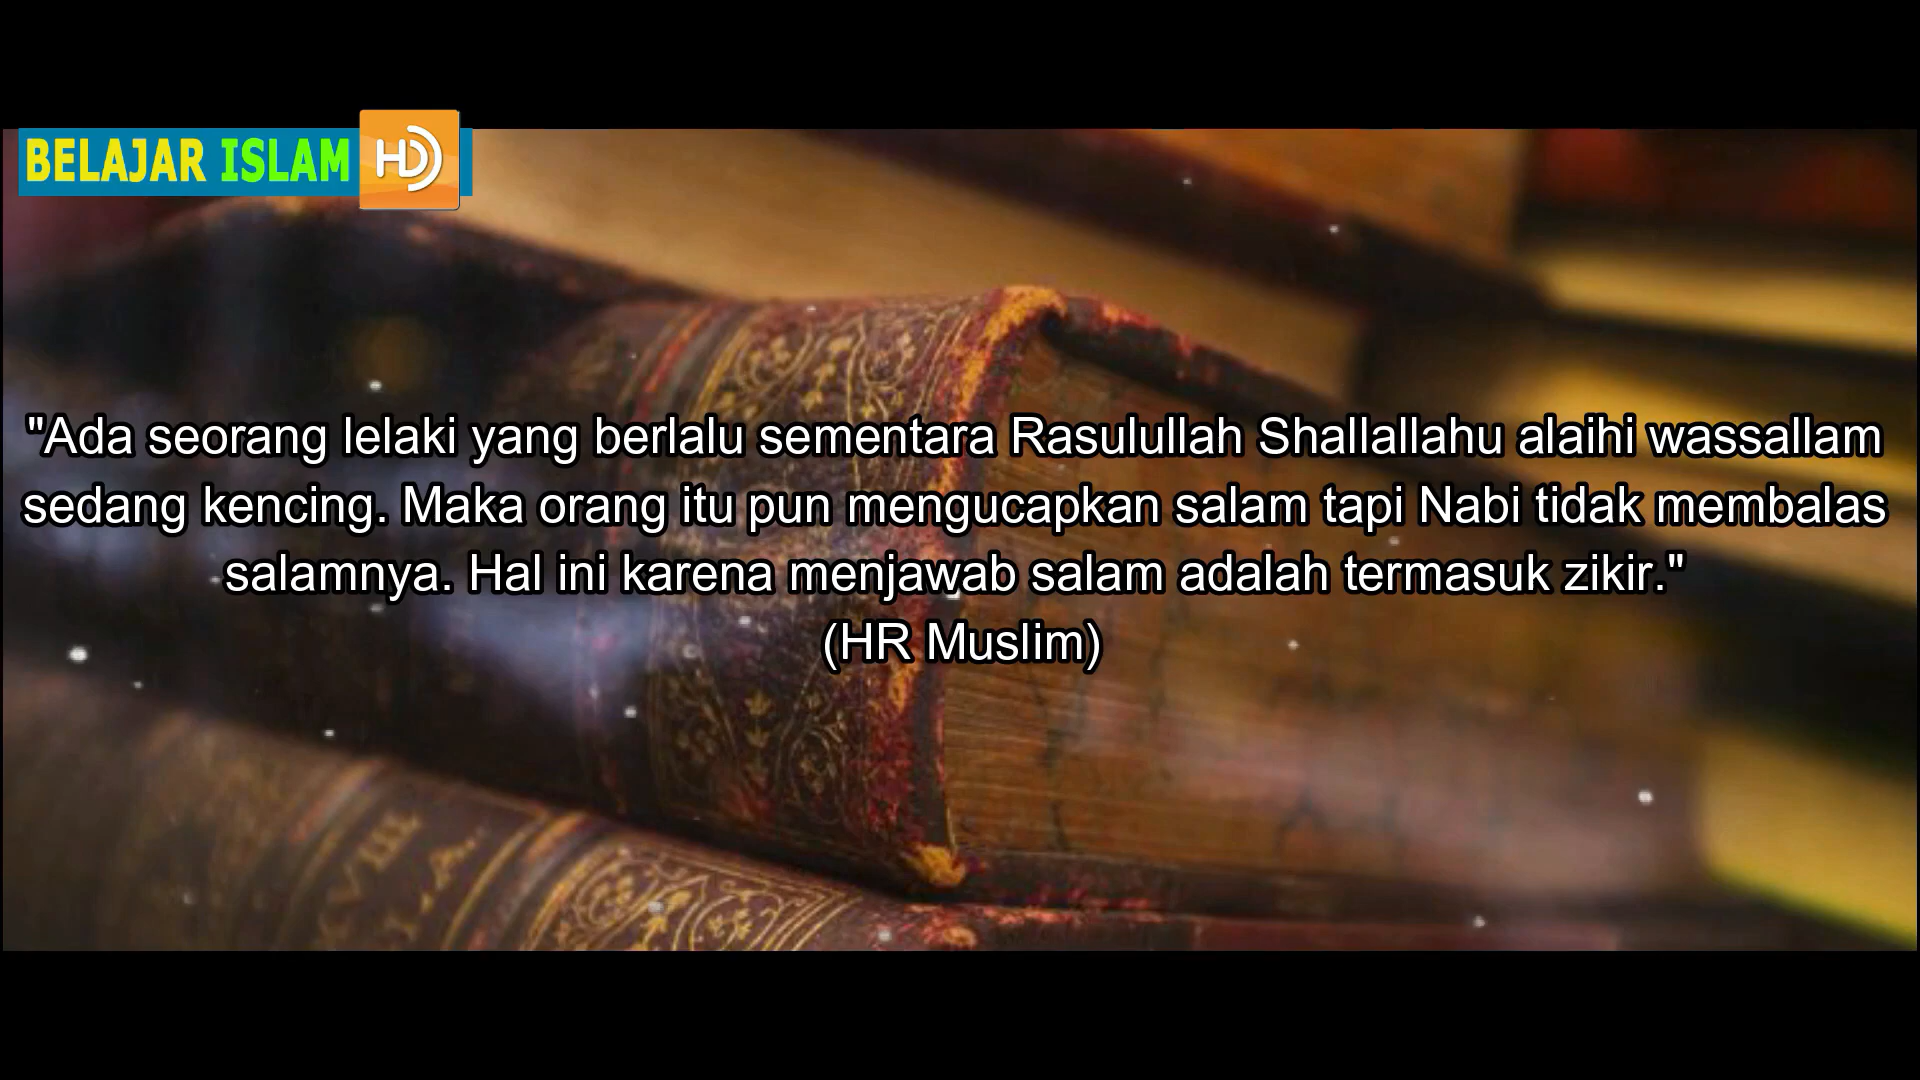 BELAJAR ISLAM HD
"Ada seorang lelaki yang berlalu sementara Rasulullah Shallallahu alaihi wassallam
sedang kencing. Maka orang itu pun mengucapkan salam tapi Nabi tidak membalas
salamnya. Hal ini karena menjawab salam adalah termasuk zikir."
(HR Muslim)